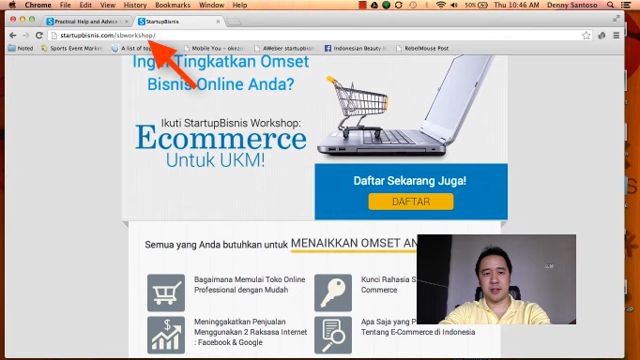 Chrome File Edit View History Bookmarks Window Help
Thu 10:46 AM Denny Santoso
Practical Help and Advice
StartupBisnis
startupbisnis.com/sbworkshop/
Noted
Sports Event Market
A list of top
Mobile You - okezon
AWeber startupbisni
Indonesian Beauty
RebelMouse Post
Tingkatkan Omset
Bisnis Online Anda?
Ikuti StartupBisnis Workshop:
Ecommerce
Untuk UKM!
Daftar Sekarang Juga!
DAFTAR
Semua yang Anda butuhkan untuk MENAIKKAN OMSET
Bagaimana Memulai Toko Online
Professional dengan Mudah
Kunci Rahasia
Commerce
Meninggakatkan Penjualan
Menggunakan 2 Raksasa Internet
: Facebook & Google
Apa Saja yang
Tentang E-Commerce di Indonesia